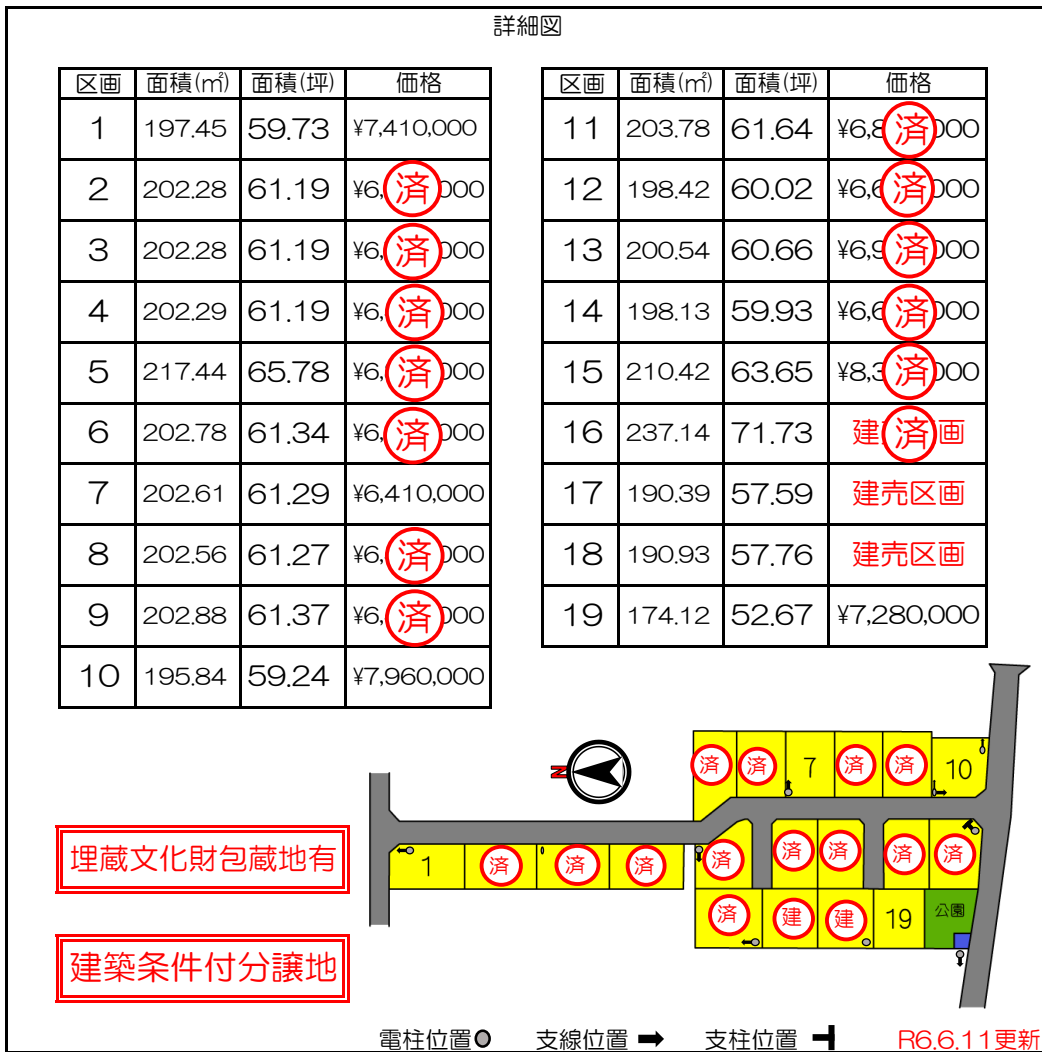 詳細図
区画 面積(㎡) 面積(坪) 価格
1 197.45 59.73 ¥7,410,000
2 202.28 61.19 ¥6, 済 000
3 202.28 61.19 ¥6, 済 000
4 202.29 61.19 ¥6, 済 000
5 217.44 65.78 ¥6, 済 000
6 202.78 61.34 ¥6, 済 000
7 202.61 61.29 ¥6,410,000
8 202.56 61.27 ¥6, 済 000
9 202.88 61.37 ¥6, 済 000
10 195.84 59.24 ¥7,960,000
区画 面積(㎡) 面積(坪) 価格
11 203.78 61.64 ¥6,8 済 000
12 198.42 60.02 ¥6,6 済 000
13 200.54 60.66 ¥6,9 済 000
14 198.13 59.93 ¥6,6 済 000
15 210.42 63.65 ¥8,3 済 000
16 237.14 71.73 建 済 画
17 190.39 57.59 建売区画
18 190.93 57.76 建売区画
19 174.12 52.67 ¥7,280,000
N
済 済 7 済 済 10
1 済 済 済 済 済 済 済 済
済 建 建 19 公園
埋蔵文化財包蔵地有
建築条件付分譲地
電柱位置 支線位置 支柱位置 R6.6.11更新